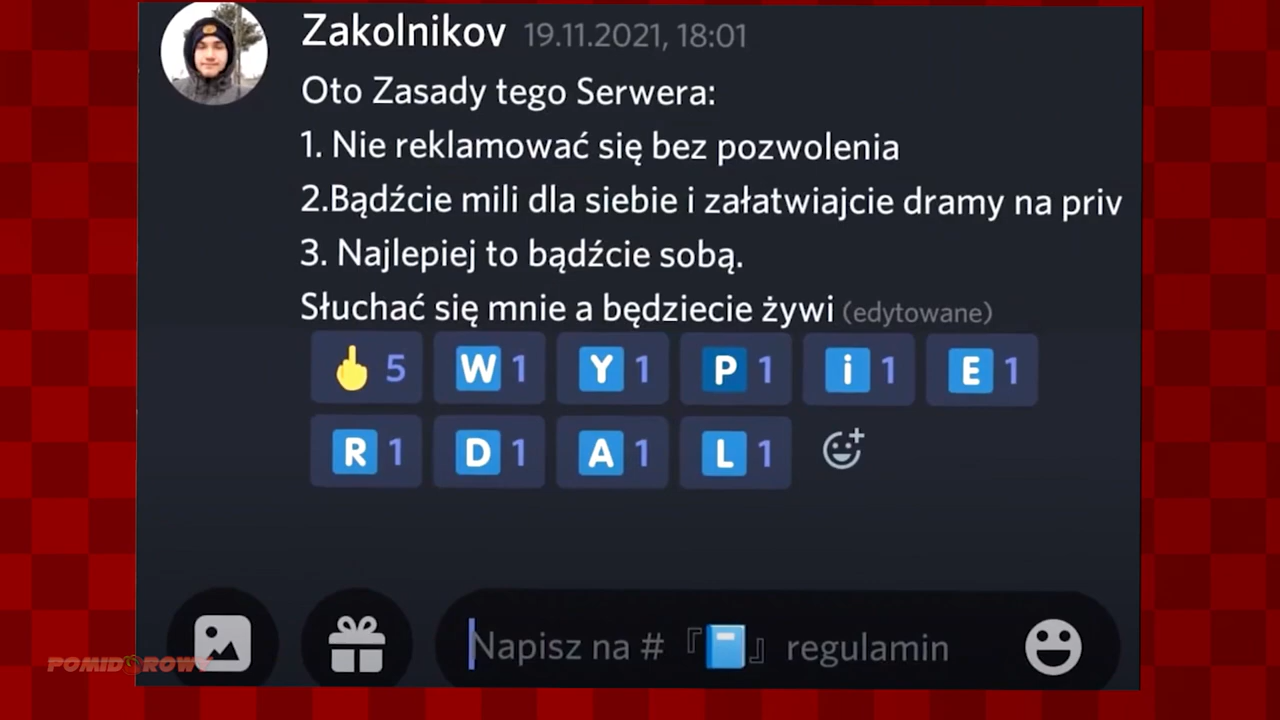 Zakolnikov 19.11.2021, 18:01
Oto Zasady tego Serwera:
1. Nie reklamować się bez pozwolenia
2.Bądźcie mili dla siebie i załatwiajcie dramy na priv
3. Najlepiej to bądźcie sobą.
Słuchać się mnie a będziecie żywi (edytowane)
5 W 1 Y 1 P 1 i 1 E 1
R 1 D 1 A 1 L 1
Napisz na # 『📘』 regulamin
POMIDOROWY